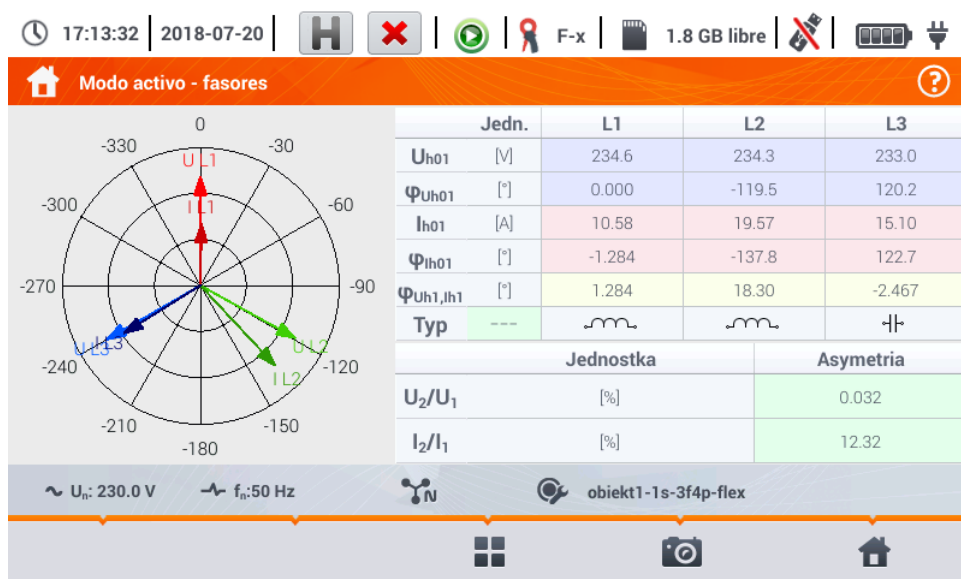 17:13:32 2018-07-20 H F-x 1.8 GB libre
Modo activo - fasores ?
0
-330 -30
U L1
-300 I L1 -60
-270 -90
U L3 I L3 U L2
-240 I L2 -120
-210 -150
-180
Jedn. L1 L2 L3
Uh01 [V] 234.6 234.3 233.0
φUh01 [°] 0.000 -119.5 120.2
Ih01 [A] 10.58 19.57 15.10
φIh01 [°] -1.284 -137.8 122.7
φUh1,Ih1 [°] 1.284 18.30 -2.467
Typ ---
Jednostka Asymetria
U₂/U₁ [%] 0.032
I₂/I₁ [%] 12.32
Uₙ: 230.0 V fₙ:50 Hz N obiekt1-1s-3f4p-flex